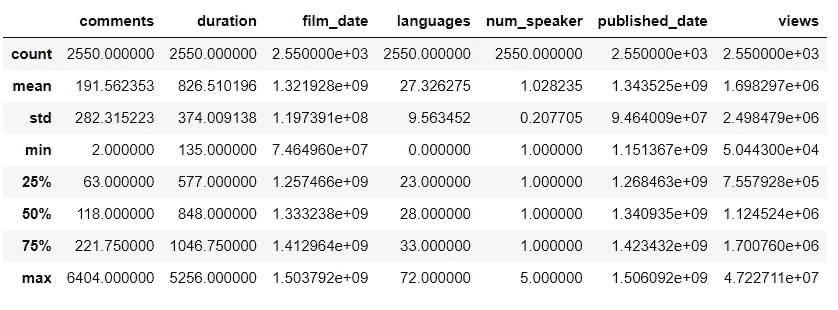 comments duration film_date languages num_speaker published_date views
count 2550.000000 2550.000000 2.550000e+03 2550.000000 2550.000000 2.550000e+03 2.550000e+03
mean 191.562353 826.510196 1.321928e+09 27.326275 1.028235 1.343525e+09 1.698297e+06
std 282.315223 374.009138 1.197391e+08 9.563452 0.207705 9.464009e+07 2.498479e+06
min 2.000000 135.000000 7.464960e+07 0.000000 1.000000 1.151367e+09 5.044300e+04
25% 63.000000 577.000000 1.257466e+09 23.000000 1.000000 1.268463e+09 7.557928e+05
50% 118.000000 848.000000 1.333238e+09 28.000000 1.000000 1.340935e+09 1.124524e+06
75% 221.750000 1046.750000 1.412964e+09 33.000000 1.000000 1.423432e+09 1.700760e+06
max 6404.000000 5256.000000 1.503792e+09 72.000000 5.000000 1.506092e+09 4.722711e+07